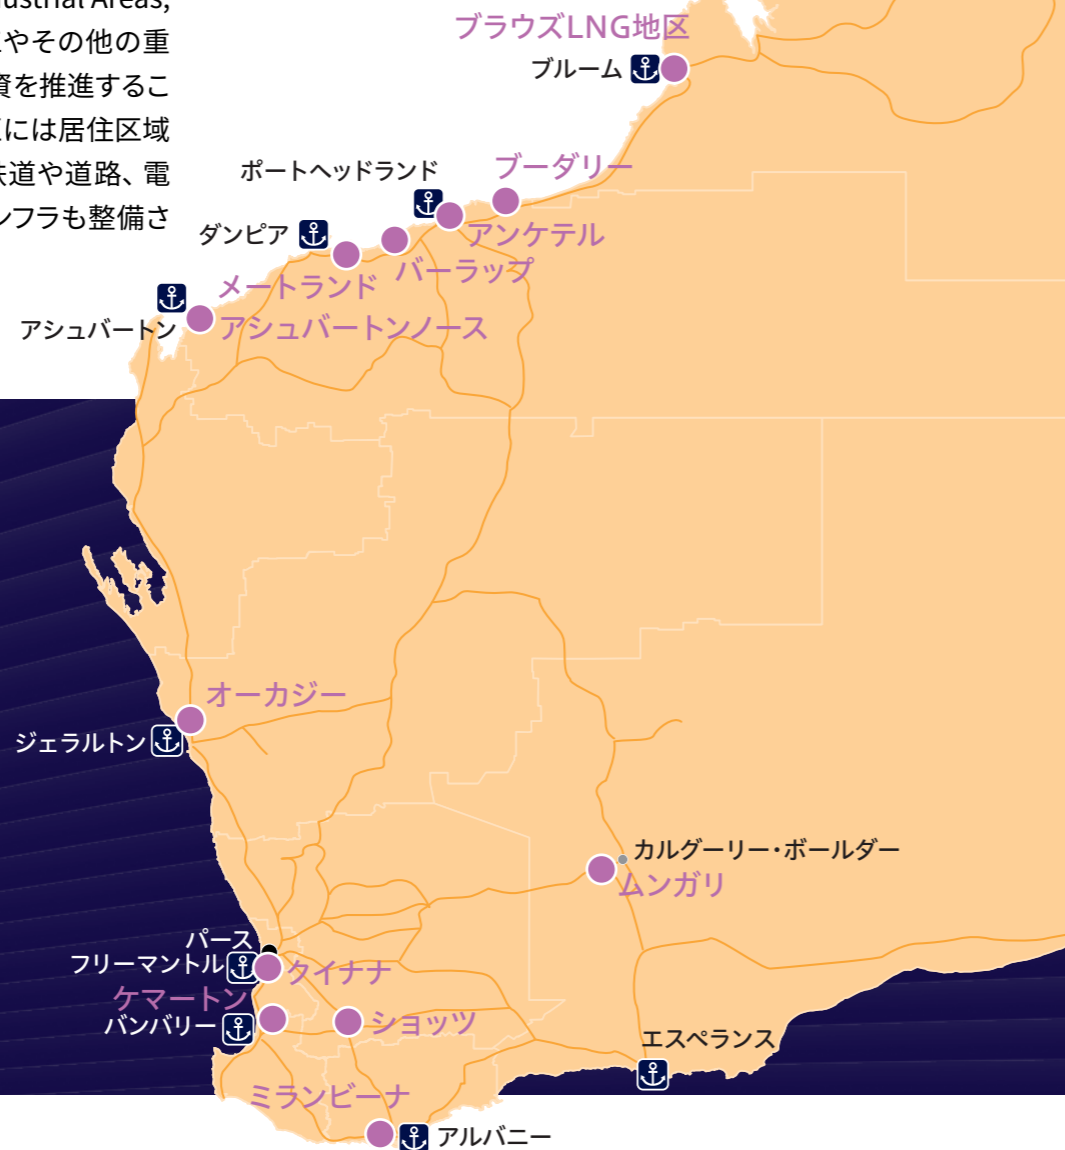 ustrial Areas,
やその他の重
資を推進するこ
には居住区域
道や道路、電
ンフラも整備さ
ブラウズLNG地区
ブルーム
ブーダリー
ポートヘッドランド
アンケテル
ダンピア
バーラップ
メートランド
アシュバートン
アシュバートンノース
オーカジー
ジェラルトン
カルグーリー・ボールダー
ムンガリ
パース
フリーマントル
クイナナ
ケマートン
バンバリー
ショッツ
エスペランス
ミランビーナ
アルバニー